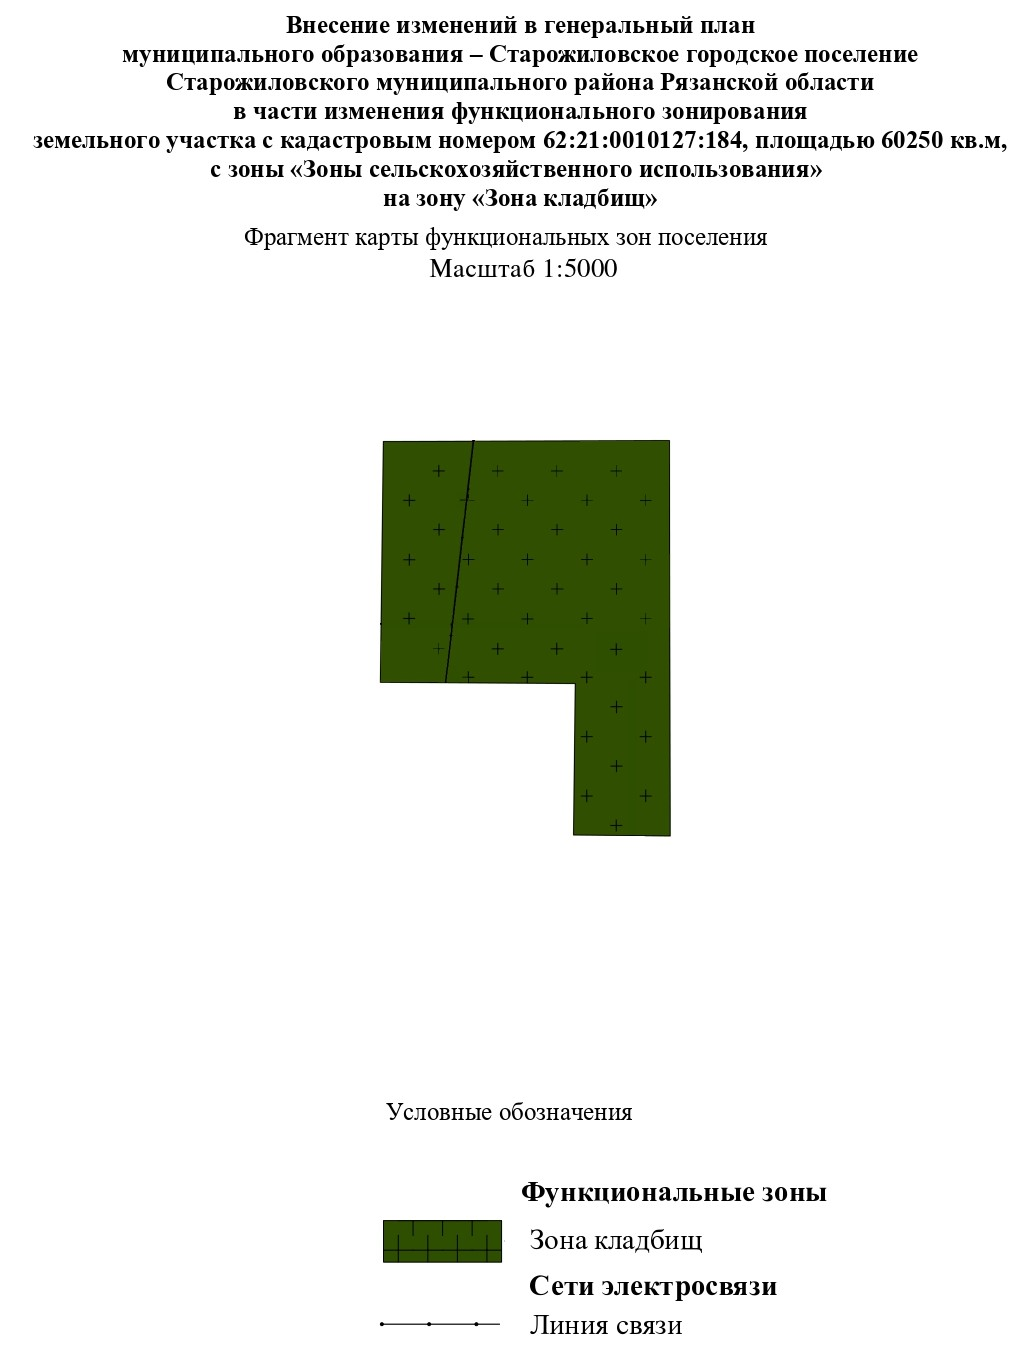 Внесение изменений в генеральный план
муниципального образования – Старожиловское городское поселение
Старожиловского муниципального района Рязанской области
в части изменения функционального зонирования
земельного участка с кадастровым номером 62:21:0010127:184, площадью 60250 кв.м,
с зоны «Зоны сельскохозяйственного использования»
на зону «Зона кладбищ»
Фрагмент карты функциональных зон поселения
Масштаб 1:5000
Условные обозначения
Функциональные зоны
Зона кладбищ
Сети электросвязи
Линия связи